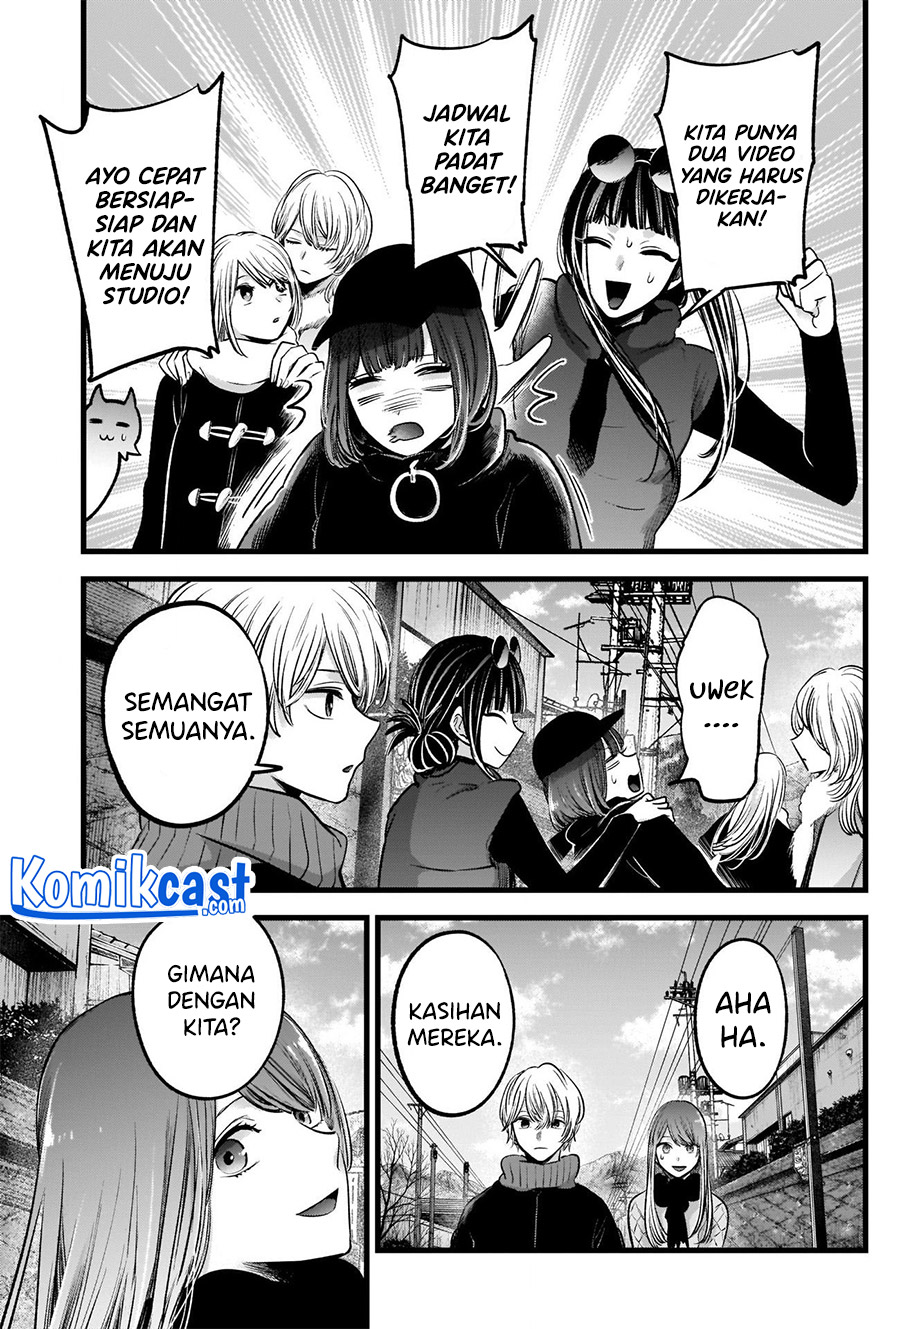 KITA PUNYA
DUA VIDEO
YANG HARUS
DIKERJA-
KAN!
JADWAL
KITA
PADAT
BANGET!
AYO CEPAT
BERSIAP-
SIAP DAN
KITA AKAN
MENUJU
STUDIO!
UWEK
.....
SEMANGAT
SEMUANYA.
AHA
HA.
KASIHAN
MEREKA.
GIMANA
DENGAN
KITA?
Komikcast
.com